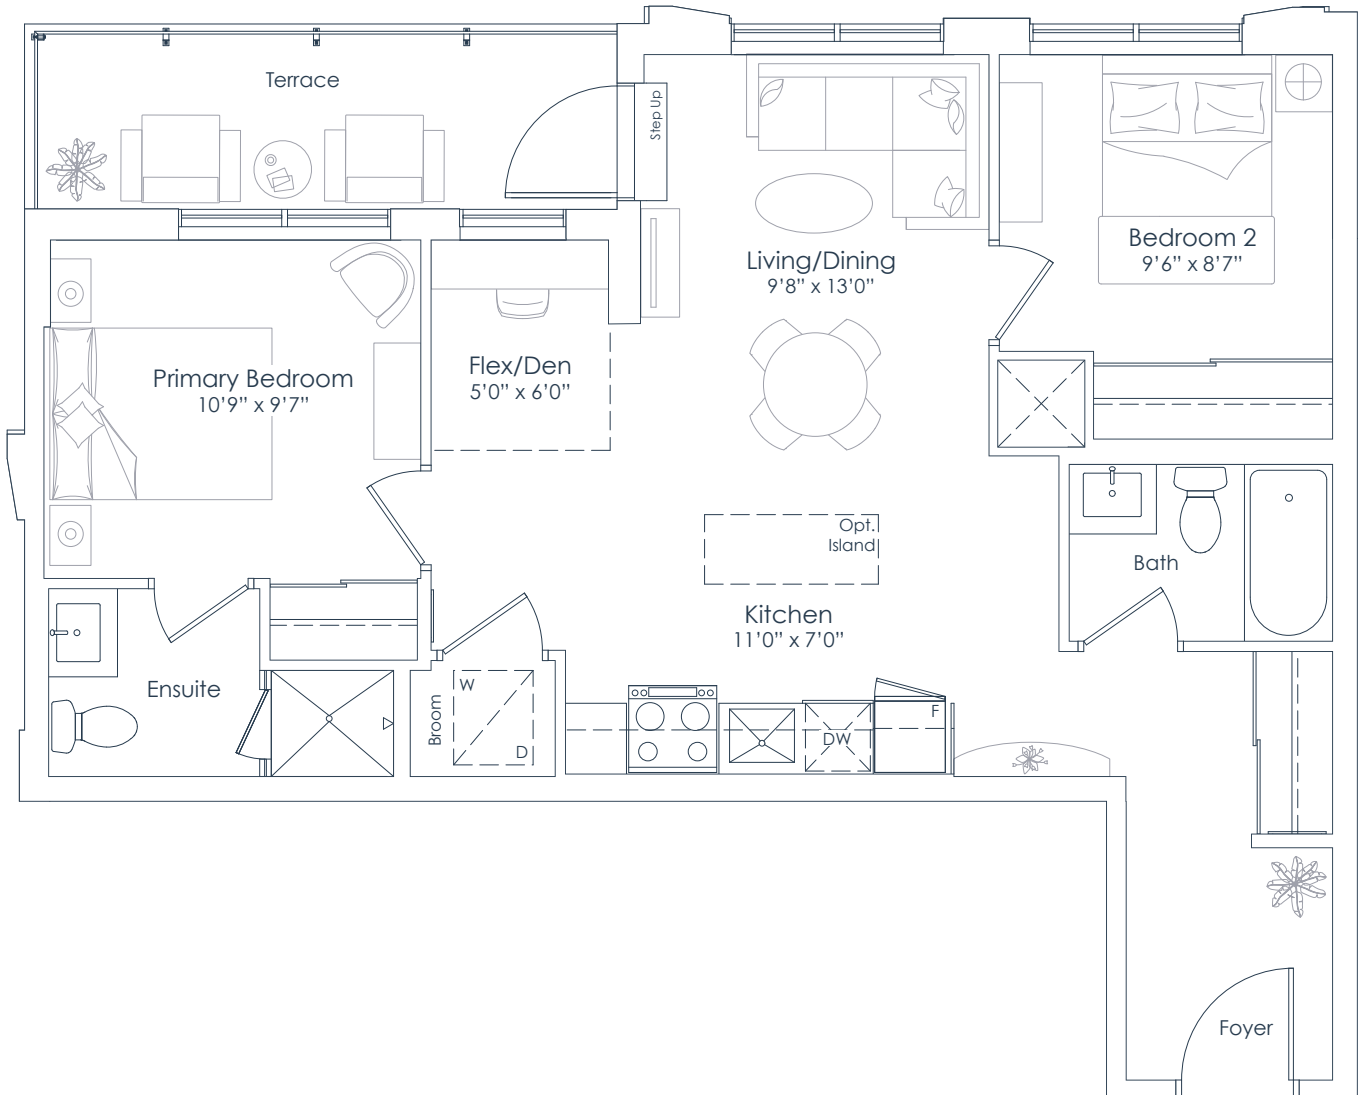 Terrace
Step Up
Living/Dining
9’8” x 13’0”
Bedroom 2
9’6” x 8’7”
Primary Bedroom
10’9” x 9’7”
Flex/Den
5’0” x 6’0”
Opt.
Island
Kitchen
11’0” x 7’0”
Bath
Ensuite
Broom
W
D
DW
F
Foyer